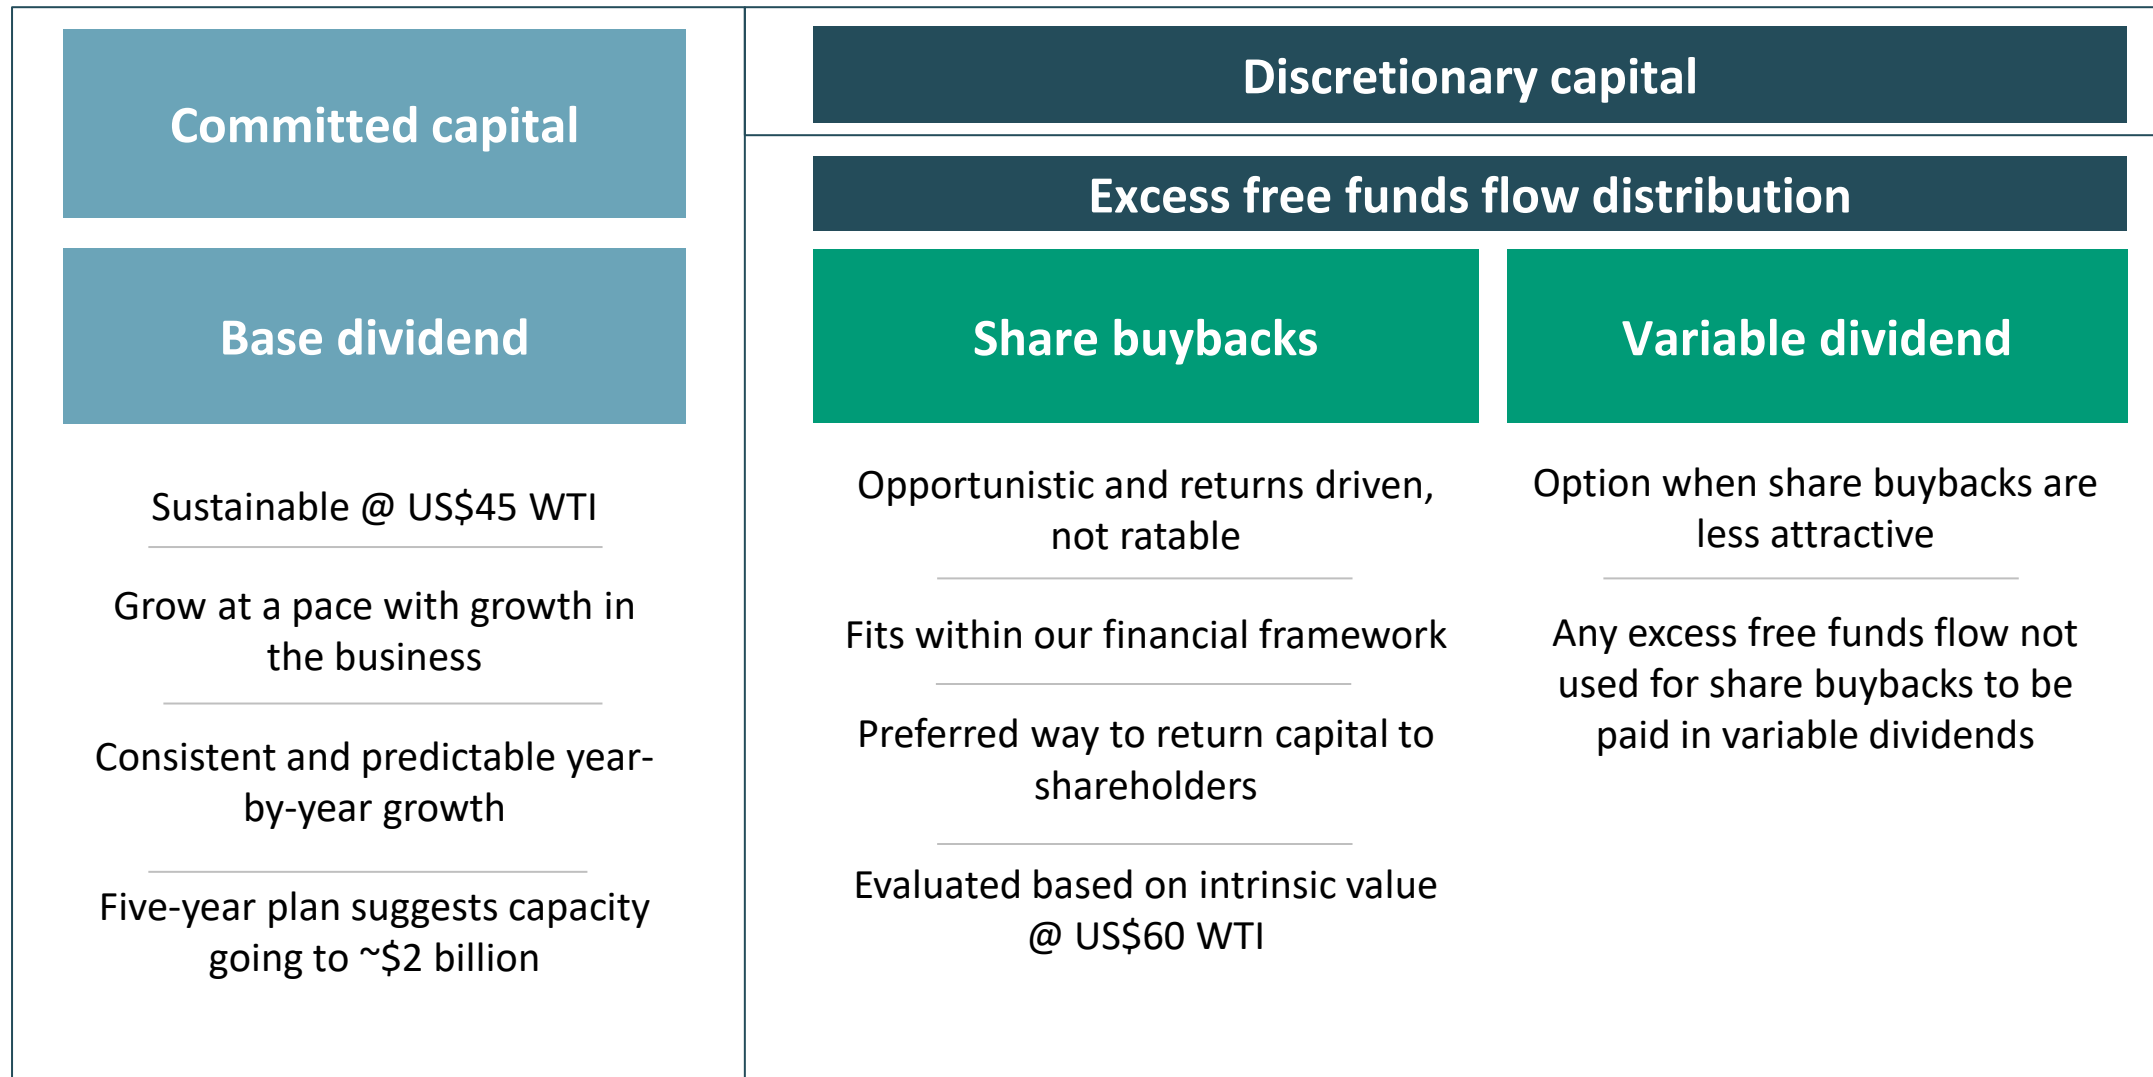 Committed capital
Base dividend
Sustainable @ US$45 WTI
Grow at a pace with growth in
the business
Consistent and predictable year-
by-year growth
Five-year plan suggests capacity
going to ~$2 billion
Discretionary capital
Excess free funds flow distribution
Share buybacks
Opportunistic and returns driven,
not ratable
Fits within our financial framework
Preferred way to return capital to
shareholders
Evaluated based on intrinsic value
@ US$60 WTI
Variable dividend
Option when share buybacks are
less attractive
Any excess free funds flow not
used for share buybacks to be
paid in variable dividends